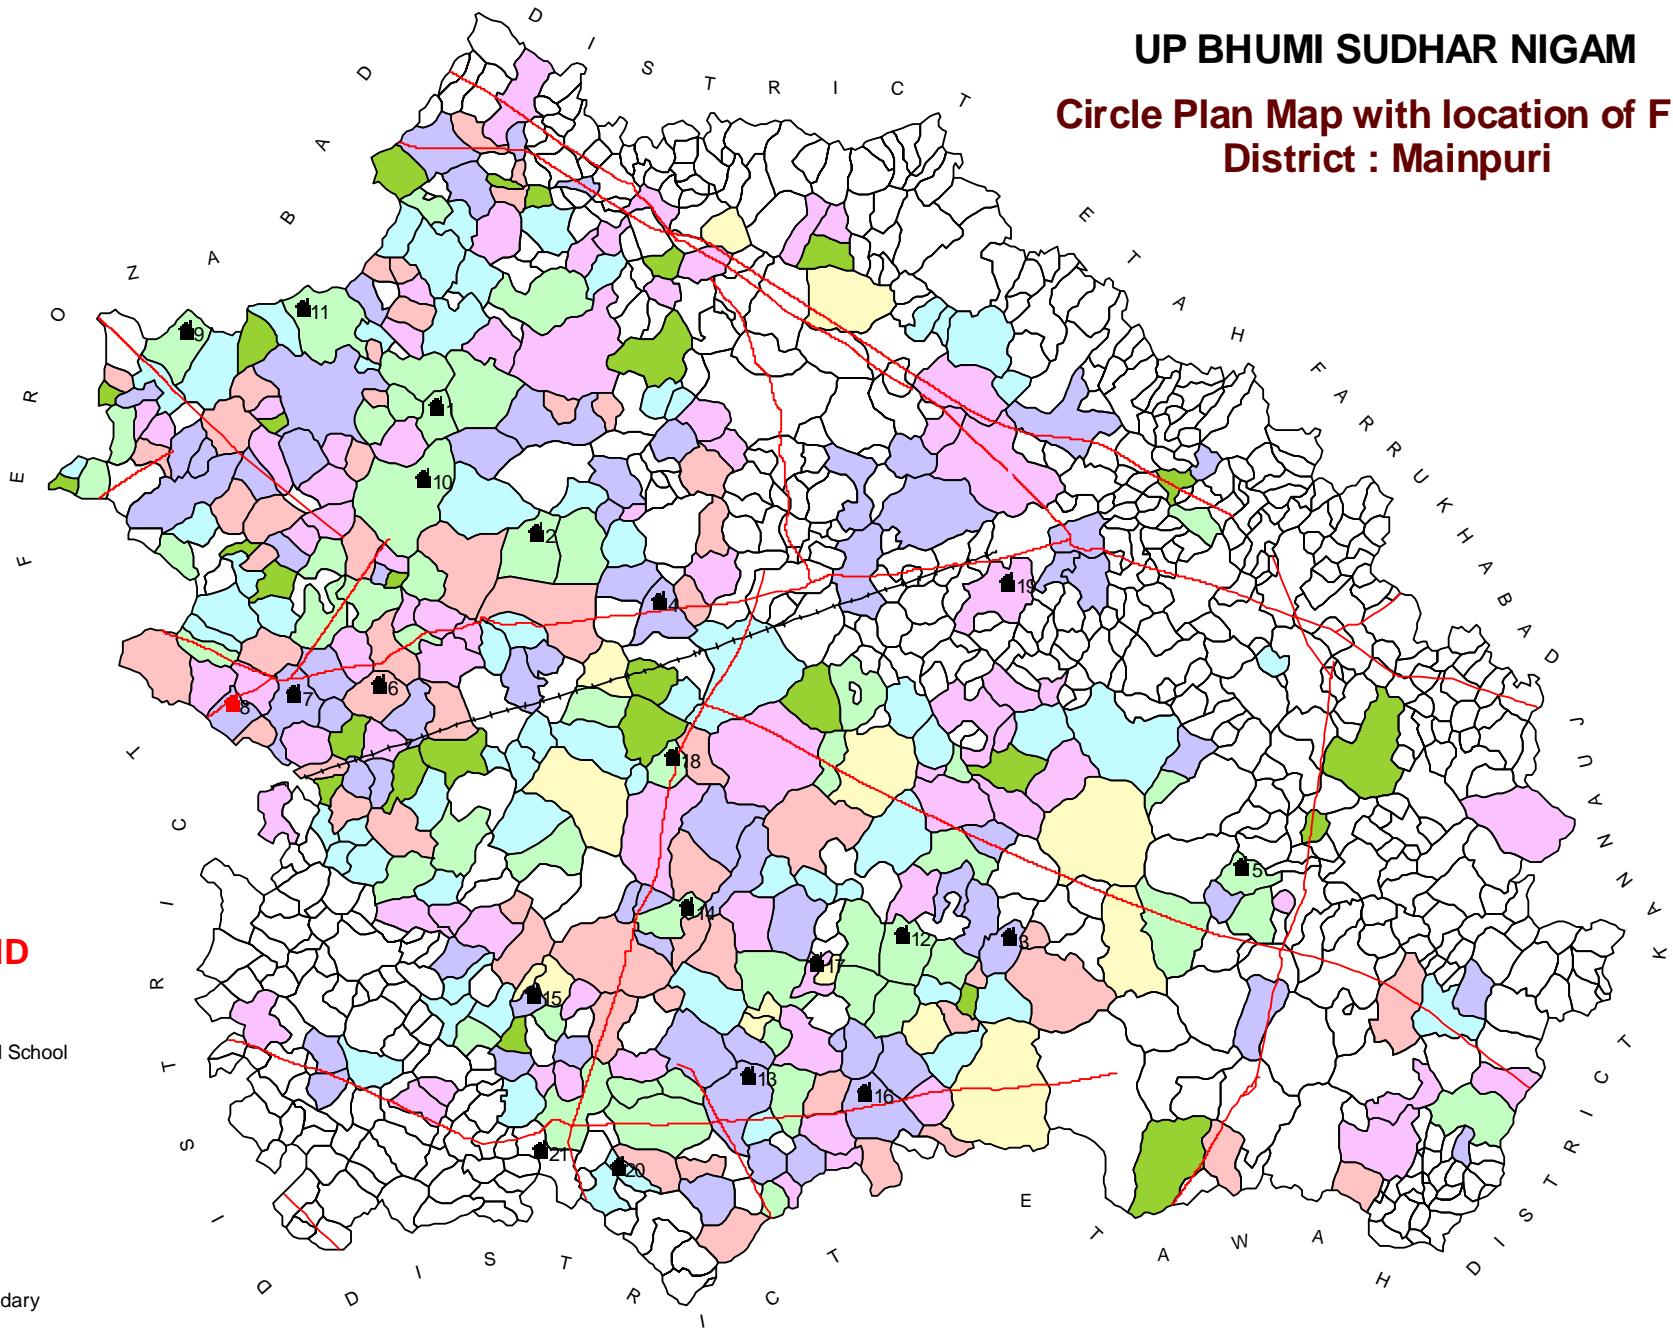 UP BHUMI SUDHAR NIGAM
Circle Plan Map with location of F
District : Mainpuri
D I S T R I C T
E T A H
F A R R U K H A B A D
K A N N A U J
D I S T R I C T
E T A W A H
D I S T R I C T
F E R O Z A B A D
D I S T R I C T
9
11
1
10
2
4
19
6
7
8
18
5
14
12
3
17
15
13
16
21
20
ND
l School
dary